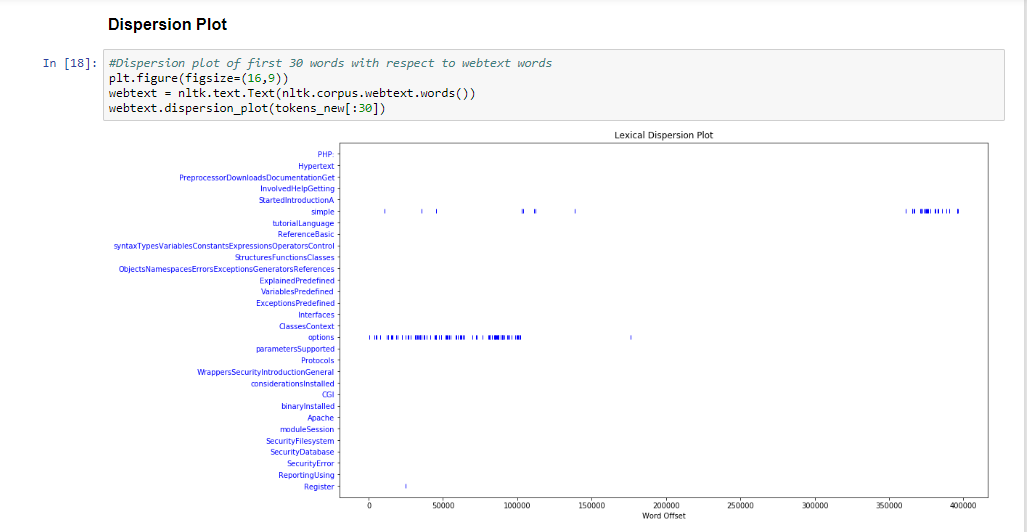 Dispersion Plot
In [18]: #Dispersion plot of first 30 words with respect to webtext words
plt.figure(figsize=(16,9))
webtext = nltk.text.Text(nltk.corpus.webtext.words())
webtext.dispersion_plot(tokens_new[:30])
Lexical Dispersion Plot
PHP:
Hypertext
PreprocessorDownloadsDocumentationGet
InvolvedHelpGetting
StartedIntroductionA
simple
tutorialLanguage
ReferenceBasic
syntaxTypesVariablesConstantsExpressionsOperatorsControl
StructuresFunctionsClasses
ObjectsNamespacesErrorsExceptionsGeneratorsReferences
ExplainedPredefined
VariablesPredefined
ExceptionsPredefined
Interfaces
ClassesContext
options
parametersSupported
Protocols
WrappersSecurityIntroductionGeneral
considerationsInstalled
CGI
binaryInstalled
Apache
moduleSession
SecurityFilesystem
SecurityDatabase
SecurityError
ReportingUsing
Register
0 50000 100000 150000 200000 250000 300000 350000 400000
Word Offset